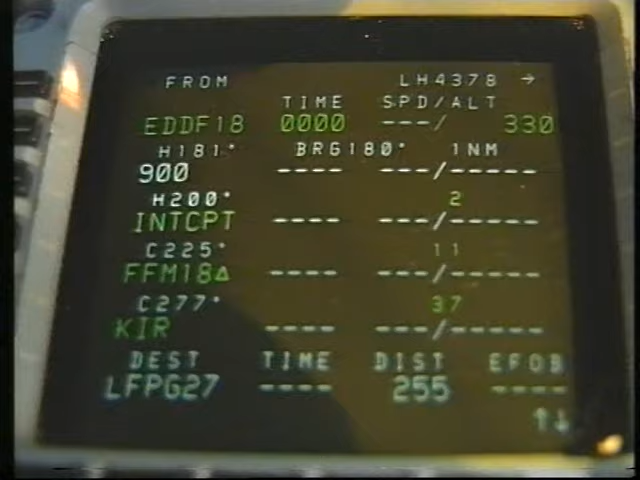 FROM LH4378 →
TIME SPD/ALT
EDDF18 0000 ---/ 330
H181° BRG180° 1NM
900 ---- ---/-----
H200° 2
INTCPT ---- ---/-----
C225° 11
FFM18△ ---- ---/-----
C277° 37
KIR ---- ---/-----
DEST TIME DIST EFOB
LFPG27 ---- 255 ----
↑↓